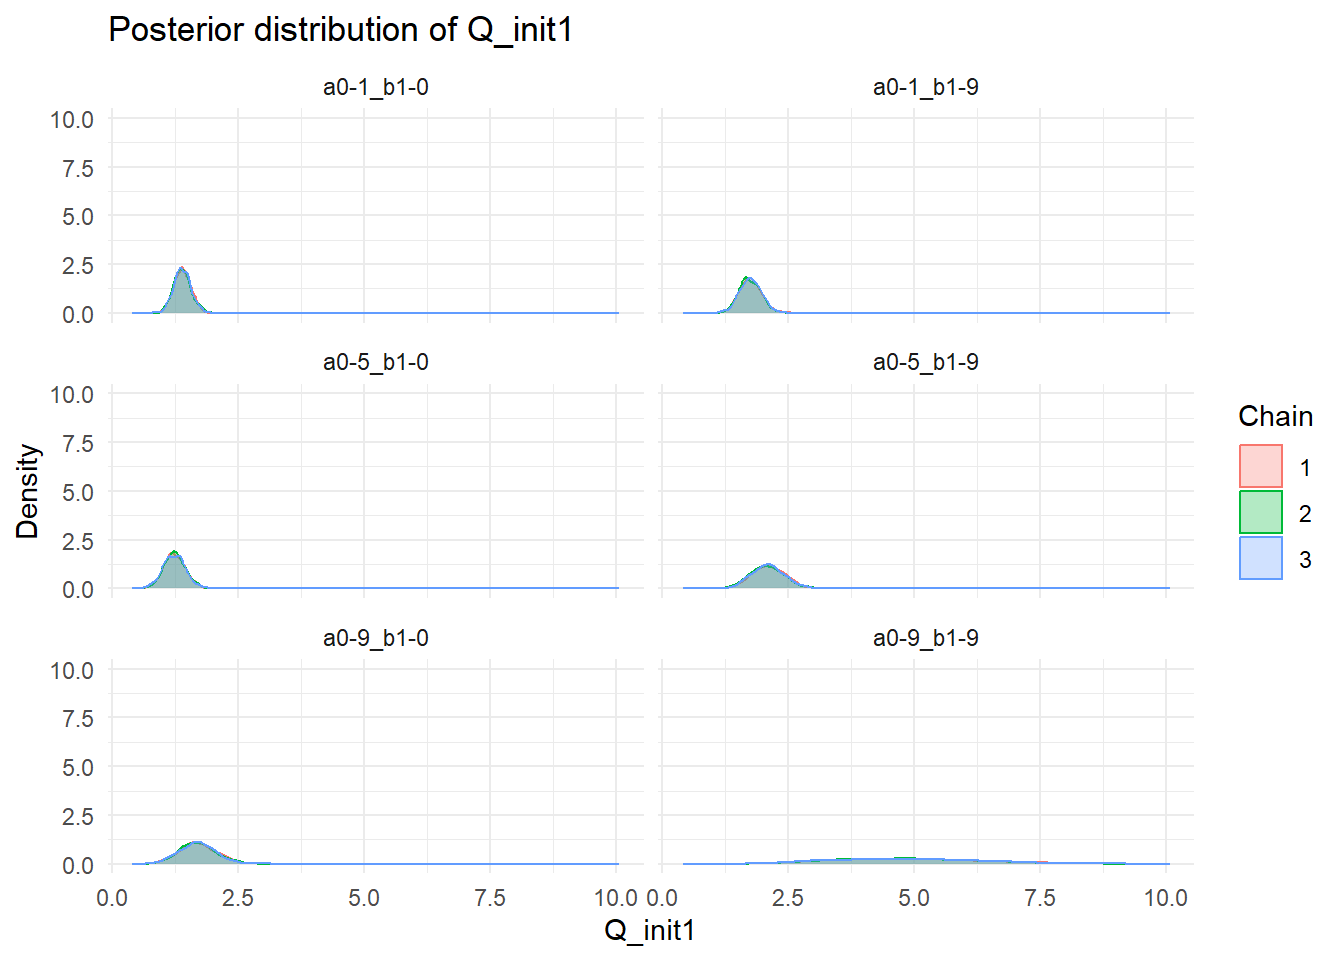 Posterior distribution of Q_init1
a0-1_b1-0
a0-1_b1-9
10.0
7.5
5.0
2.5
0.0
a0-5_b1-0
a0-5_b1-9
10.0
7.5
5.0
2.5
0.0
Density
Chain
1
2
3
a0-9_b1-0
a0-9_b1-9
10.0
7.5
5.0
2.5
0.0
0.0 2.5 5.0 7.5 10.0 0.0 2.5 5.0 7.5 10.0
Q_init1